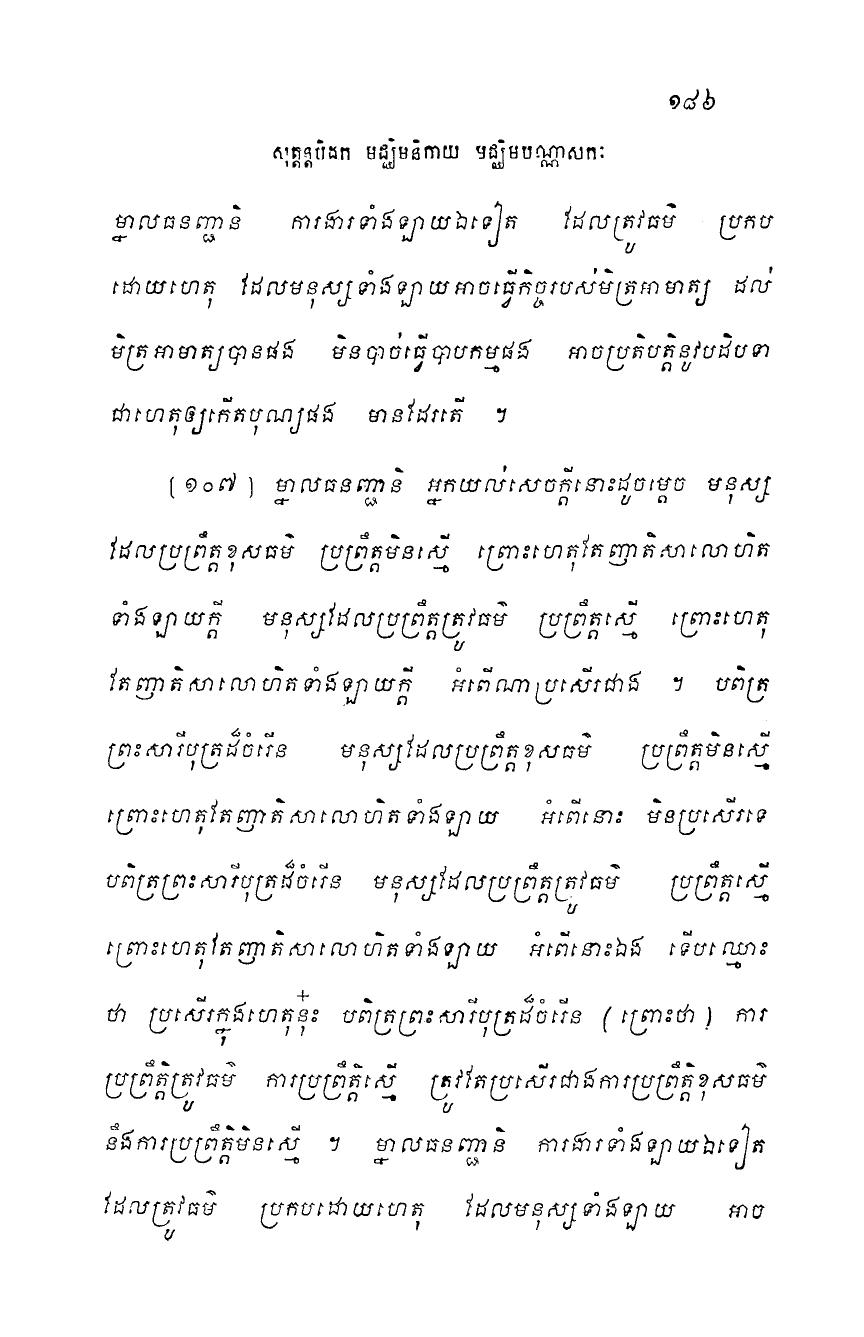 ១៨៦
សុត្តន្តបិដក មជ្ឈិមនិកាយ មជ្ឈិមបណ្ណាសកៈ
ម្នាលធនញ្ជានិ ការងារទាំងឡាយឯទៀត ដែលត្រូវធម៌ ប្រកប
ដោយហេតុ ដែលមនុស្សទាំងឡាយអាចធ្វើកិច្ចរបស់មិត្រអាមាត្យ ដល់
មិត្រអាមាត្យបានផង មិនបាច់ធ្វើបាបកម្មផង អាចប្រតិបត្តិនូវបដិបទា
ជាហេតុឲ្យកើតបុណ្យផង មានដែរតើ ។
[១០៧] ម្នាលធនញ្ជានិ អ្នកយល់សេចក្តីនោះដូចម្តេច មនុស្ស
ដែលប្រព្រឹត្តខុសធម៌ ប្រព្រឹត្តមិនស្មើ ព្រោះហេតុតែញាតិសាលោហិត
ទាំងឡាយក្តី មនុស្សដែលប្រព្រឹត្តត្រូវធម៌ ប្រព្រឹត្តស្មើ ព្រោះហេតុ
តែញាតិសាលោហិតទាំងឡាយក្តី អំពើណាប្រសើរជាង ។ បពិត្រ
ព្រះសារីបុត្រដ៏ចំរើន មនុស្សដែលប្រព្រឹត្តខុសធម៌ ប្រព្រឹត្តមិនស្មើ
ព្រោះហេតុតែញាតិសាលោហិតទាំងឡាយ អំពើនោះ មិនប្រសើរទេ
បពិត្រព្រះសារីបុត្រដ៏ចំរើន មនុស្សដែលប្រព្រឹត្តត្រូវធម៌ ប្រព្រឹត្តស្មើ
ព្រោះហេតុតែញាតិសាលោហិតទាំងឡាយ អំពើនោះឯង ទើបឈ្មោះ
ថា ប្រសើរក្នុងហេតុនុ៎ះ បពិត្រព្រះសារីបុត្រដ៏ចំរើន (ព្រោះថា) ការ
ប្រព្រឹត្តិត្រូវធម៌ ការប្រព្រឹត្តិស្មើ ត្រូវតែប្រសើរជាងការប្រព្រឹត្តិខុសធម៌
នឹងការប្រព្រឹត្តិមិនស្មើ ។ ម្នាលធនញ្ជានិ ការងារទាំងឡាយឯទៀត
ដែលត្រូវធម៌ ប្រកបដោយហេតុ ដែលមនុស្សទាំងឡាយ អាច